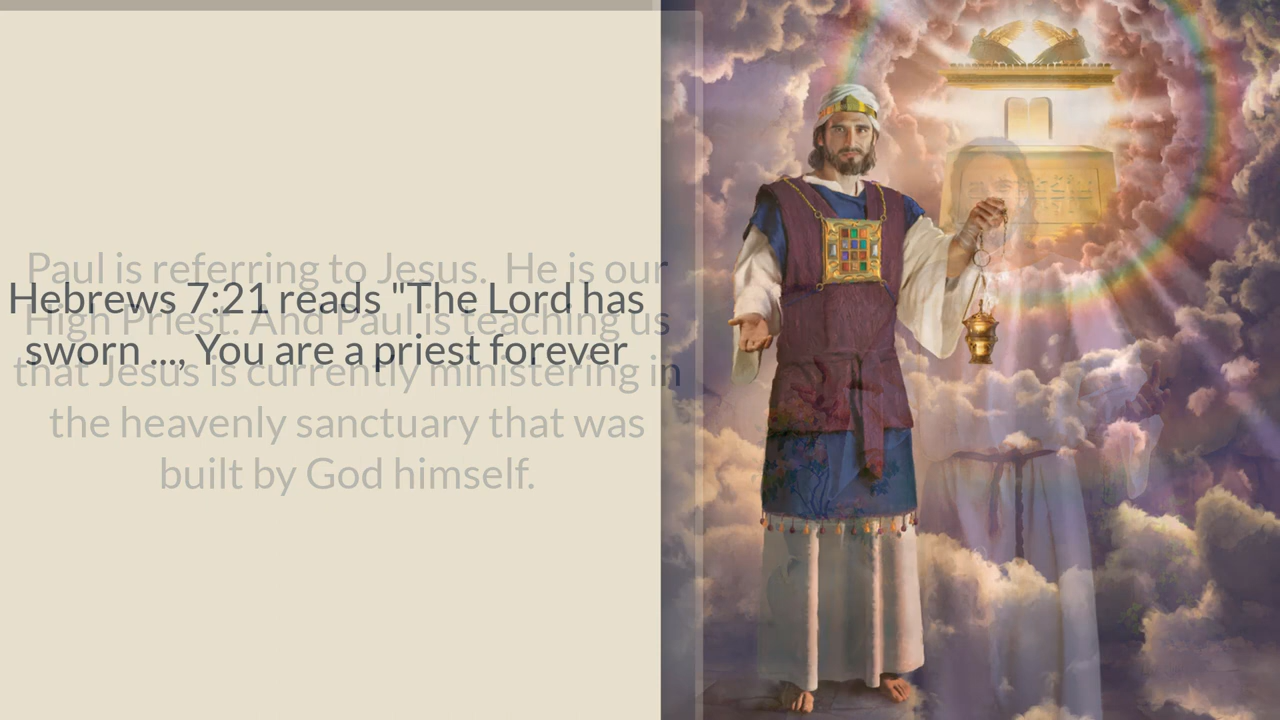 Paul is referring to Jesus.  He is our
Hebrews 7:21 reads "The Lord has
High Priest. And Paul is teaching us
sworn ..., You are a priest forever
that Jesus is currently ministering in
the heavenly sanctuary that was
built by God himself.